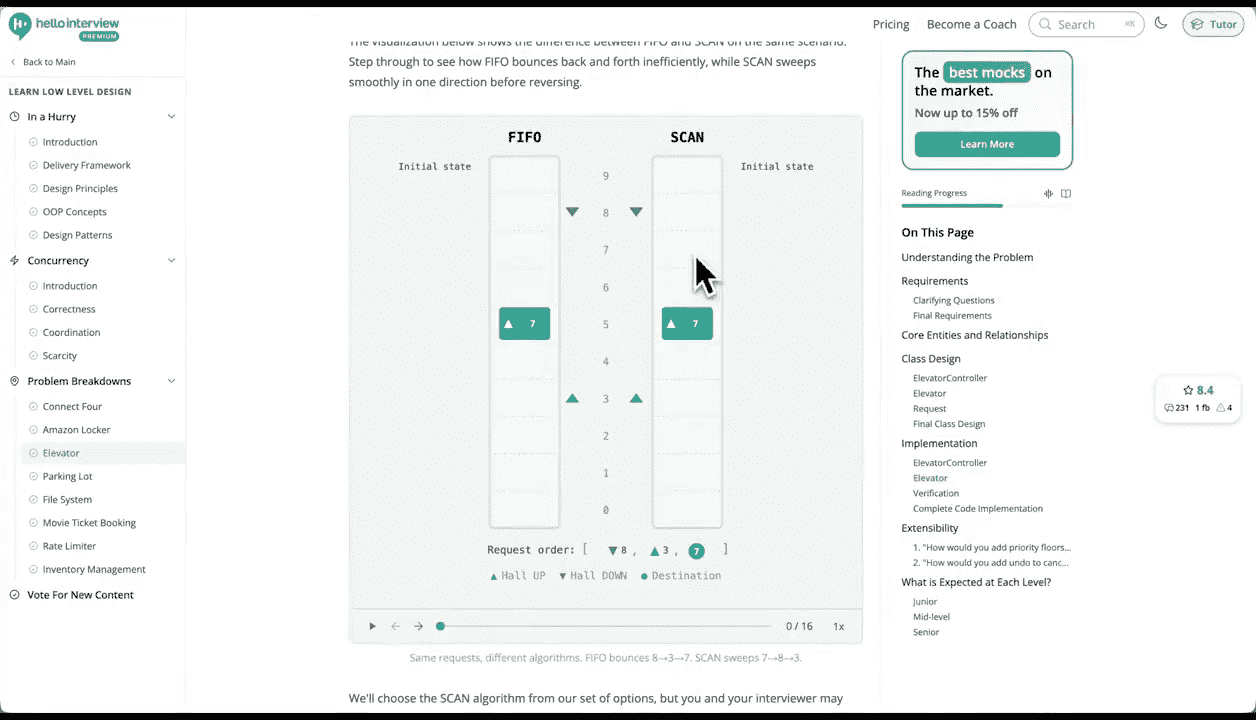 hello interview
PREMIUM
Pricing
Become a Coach
Search
⌘K
Tutor
Back to Main
LEARN LOW LEVEL DESIGN
In a Hurry
Introduction
Delivery Framework
Design Principles
OOP Concepts
Design Patterns
Concurrency
Introduction
Correctness
Coordination
Scarcity
Problem Breakdowns
Connect Four
Amazon Locker
Elevator
Parking Lot
File System
Movie Ticket Booking
Rate Limiter
Inventory Management
Vote For New Content
The visualization below shows the difference between FIFO and SCAN on the same scenario.
Step through to see how FIFO bounces back and forth inefficiently, while SCAN sweeps
smoothly in one direction before reversing.
FIFO
SCAN
Initial state
Initial state
9
▼ 8 ▼
7
6
▲ 7 5 ▲ 7
4
▲ 3 ▲
2
1
0
Request order: [ ▼8, ▲3, 7 ]
▲ Hall UP ▼ Hall DOWN ● Destination
0 / 16
1x
Same requests, different algorithms. FIFO bounces 8→3→7. SCAN sweeps 7→8→3.
We'll choose the SCAN algorithm from our set of options, but you and your interviewer may
The best mocks on
the market.
Now up to 15% off
Learn More
Reading Progress
On This Page
Understanding the Problem
Requirements
Clarifying Questions
Final Requirements
Core Entities and Relationships
Class Design
ElevatorController
Elevator
Request
Final Class Design
Implementation
ElevatorController
Elevator
Verification
Complete Code Implementation
Extensibility
1. "How would you add priority floors...
2. "How would you add undo to canc...
What is Expected at Each Level?
Junior
Mid-level
Senior
8.4
231 1 fb 4